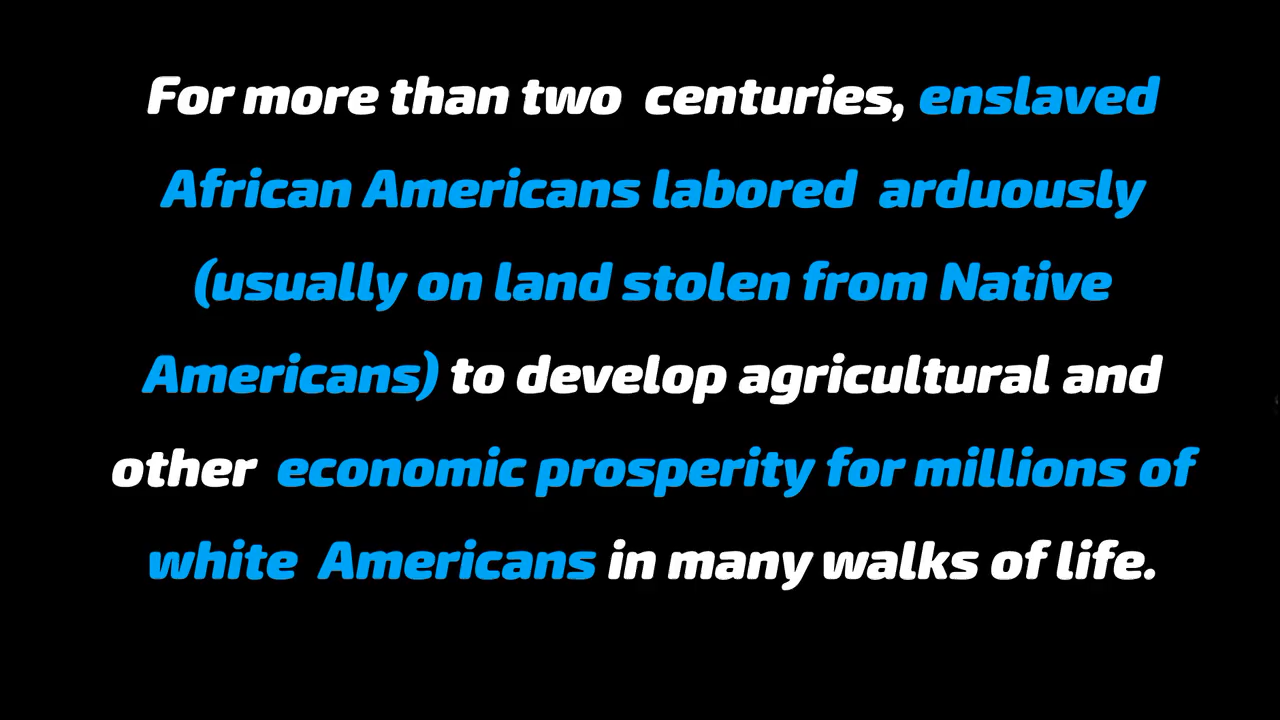 For more than two centuries, enslaved
African Americans labored arduously
(usually on land stolen from Native
Americans) to develop agricultural and
other economic prosperity for millions of
white Americans in many walks of life.